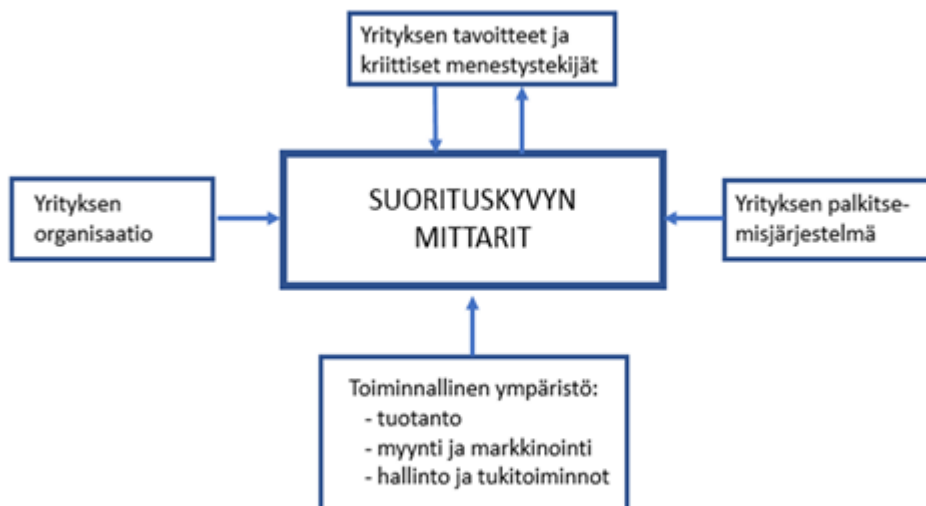 Yrityksen tavoitteet ja
kriittiset menestystekijät
Yrityksen
organisaatio
SUORITUSKYVYN
MITTARIT
Yrityksen palkitse-
misjärjestelmä
Toiminnallinen ympäristö:
- tuotanto
- myynti ja markkinointi
- hallinto ja tukitoiminnot